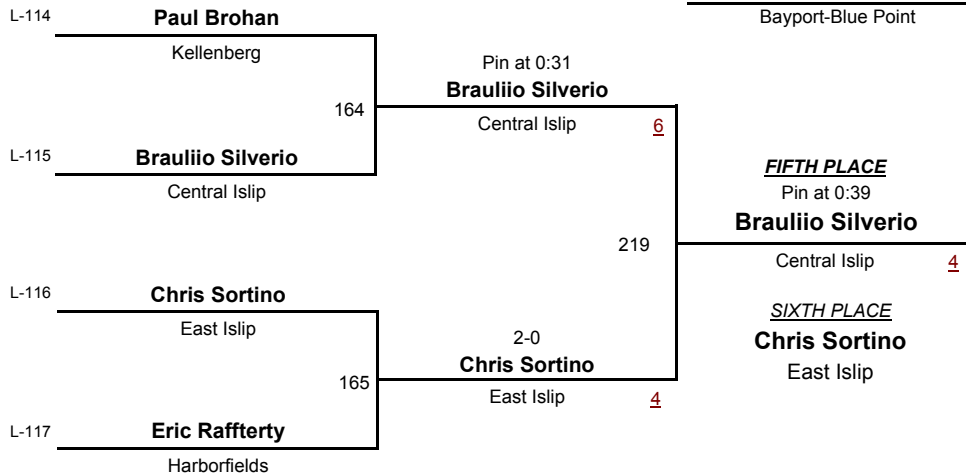 L-114
Paul Brohan
Kellenberg
Bayport-Blue Point
Pin at 0:31
Brauliio Silverio
164
Central Islip
6
L-115
Brauliio Silverio
Central Islip
FIFTH PLACE
Pin at 0:39
Brauliio Silverio
219
Central Islip
4
L-116
Chris Sortino
East Islip
SIXTH PLACE
Chris Sortino
East Islip
2-0
Chris Sortino
165
East Islip
4
L-117
Eric Raffterty
Harborfields